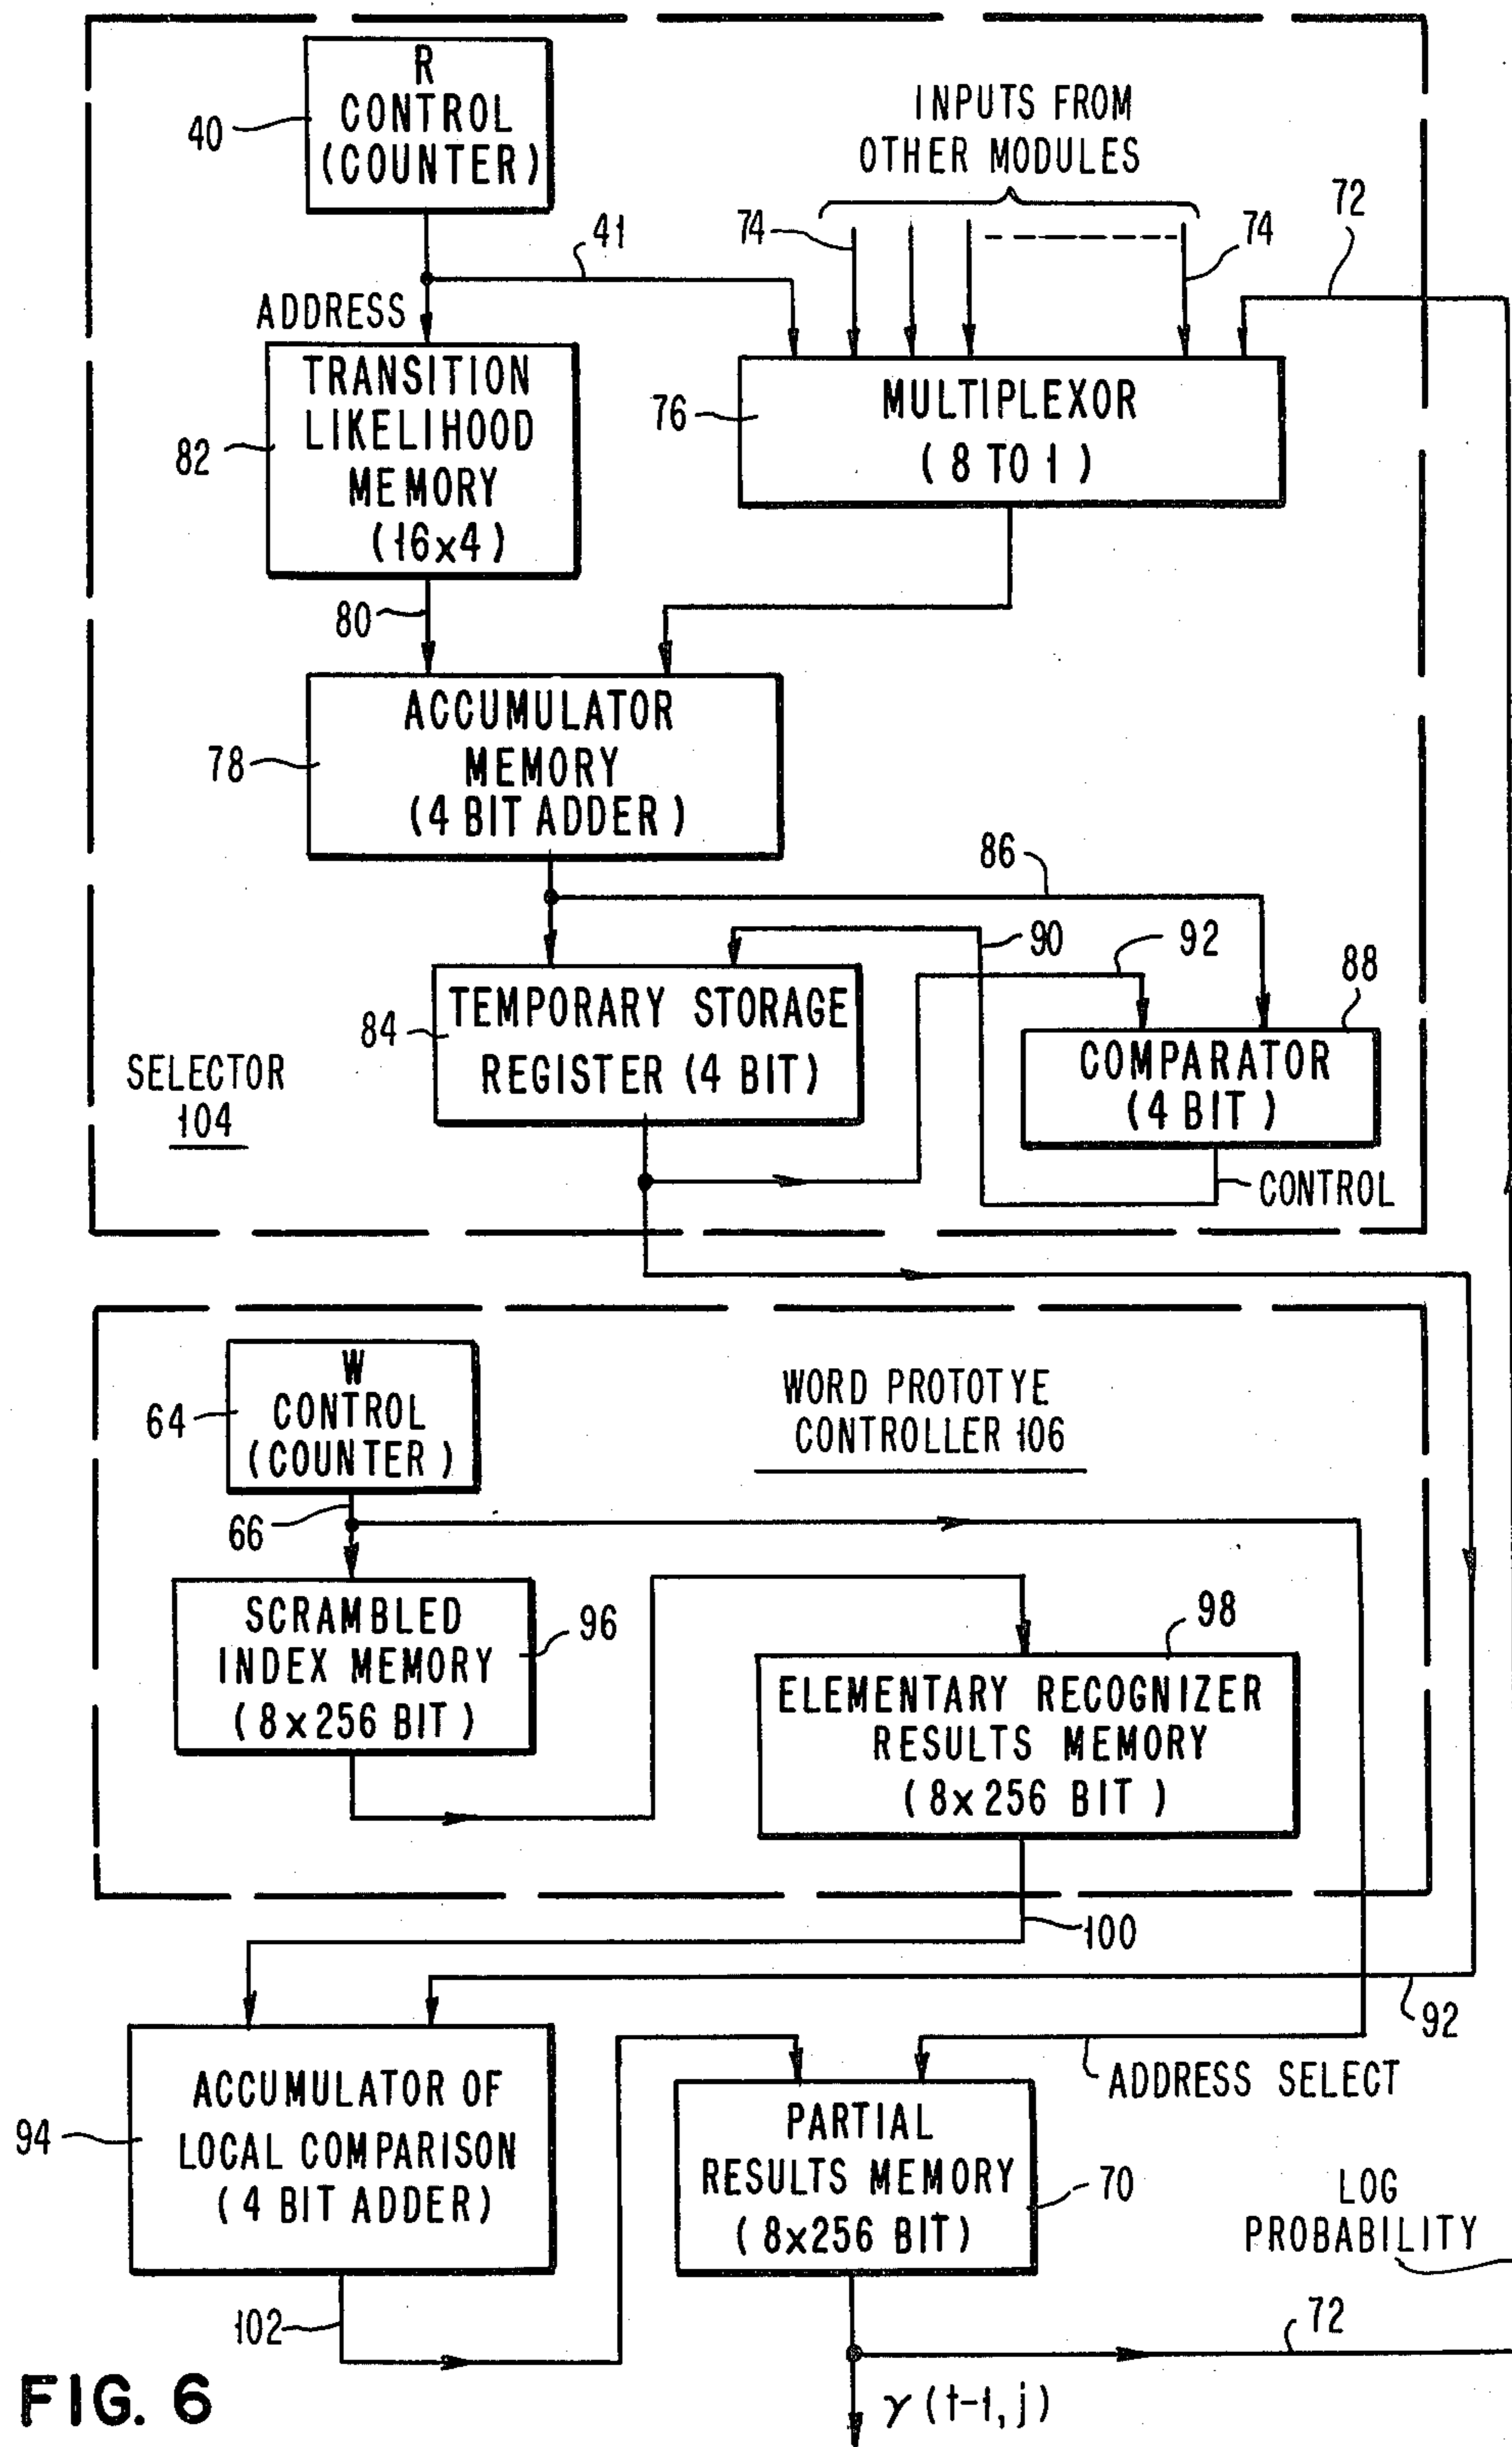 R
CONTROL
(COUNTER)
40
INPUTS FROM
OTHER MODULES
41
74
74
72
ADDRESS
TRANSITION
LIKELIHOOD
MEMORY
(16x4)
82
76
MULTIPLEXOR
(8 TO 1)
80
ACCUMULATOR
MEMORY
(4 BIT ADDER)
78
86
90
92
88
TEMPORARY STORAGE
REGISTER (4 BIT)
84
COMPARATOR
(4 BIT)
SELECTOR
104
CONTROL
W
CONTROL
(COUNTER)
64
WORD PROTOTYE
CONTROLLER 106
66
SCRAMBLED
INDEX MEMORY
(8x256 BIT)
96
98
ELEMENTARY RECOGNIZER
RESULTS MEMORY
(8x256 BIT)
100
92
ACCUMULATOR OF
LOCAL COMPARISON
(4 BIT ADDER)
94
ADDRESS SELECT
PARTIAL
RESULTS MEMORY
(8x256 BIT)
70
LOG
PROBABILITY
102
72
γ(t-1,j)
FIG. 6